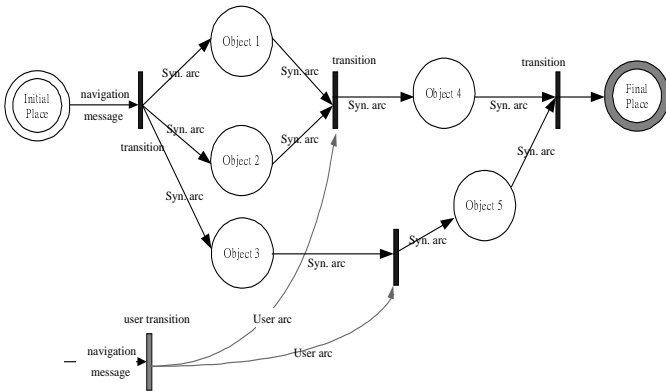 Object 1
transition
transition
Syn. arc
Syn. arc
Initial
Place
navigation
message
Object 4
Final
Place
Syn. arc
Syn. arc
Syn. arc
Object 2
Syn. arc
transition
Syn. arc
Syn. arc
Object 5
Object 3
Syn. arc
Syn. arc
user transition
User arc
navigation
message
User arc